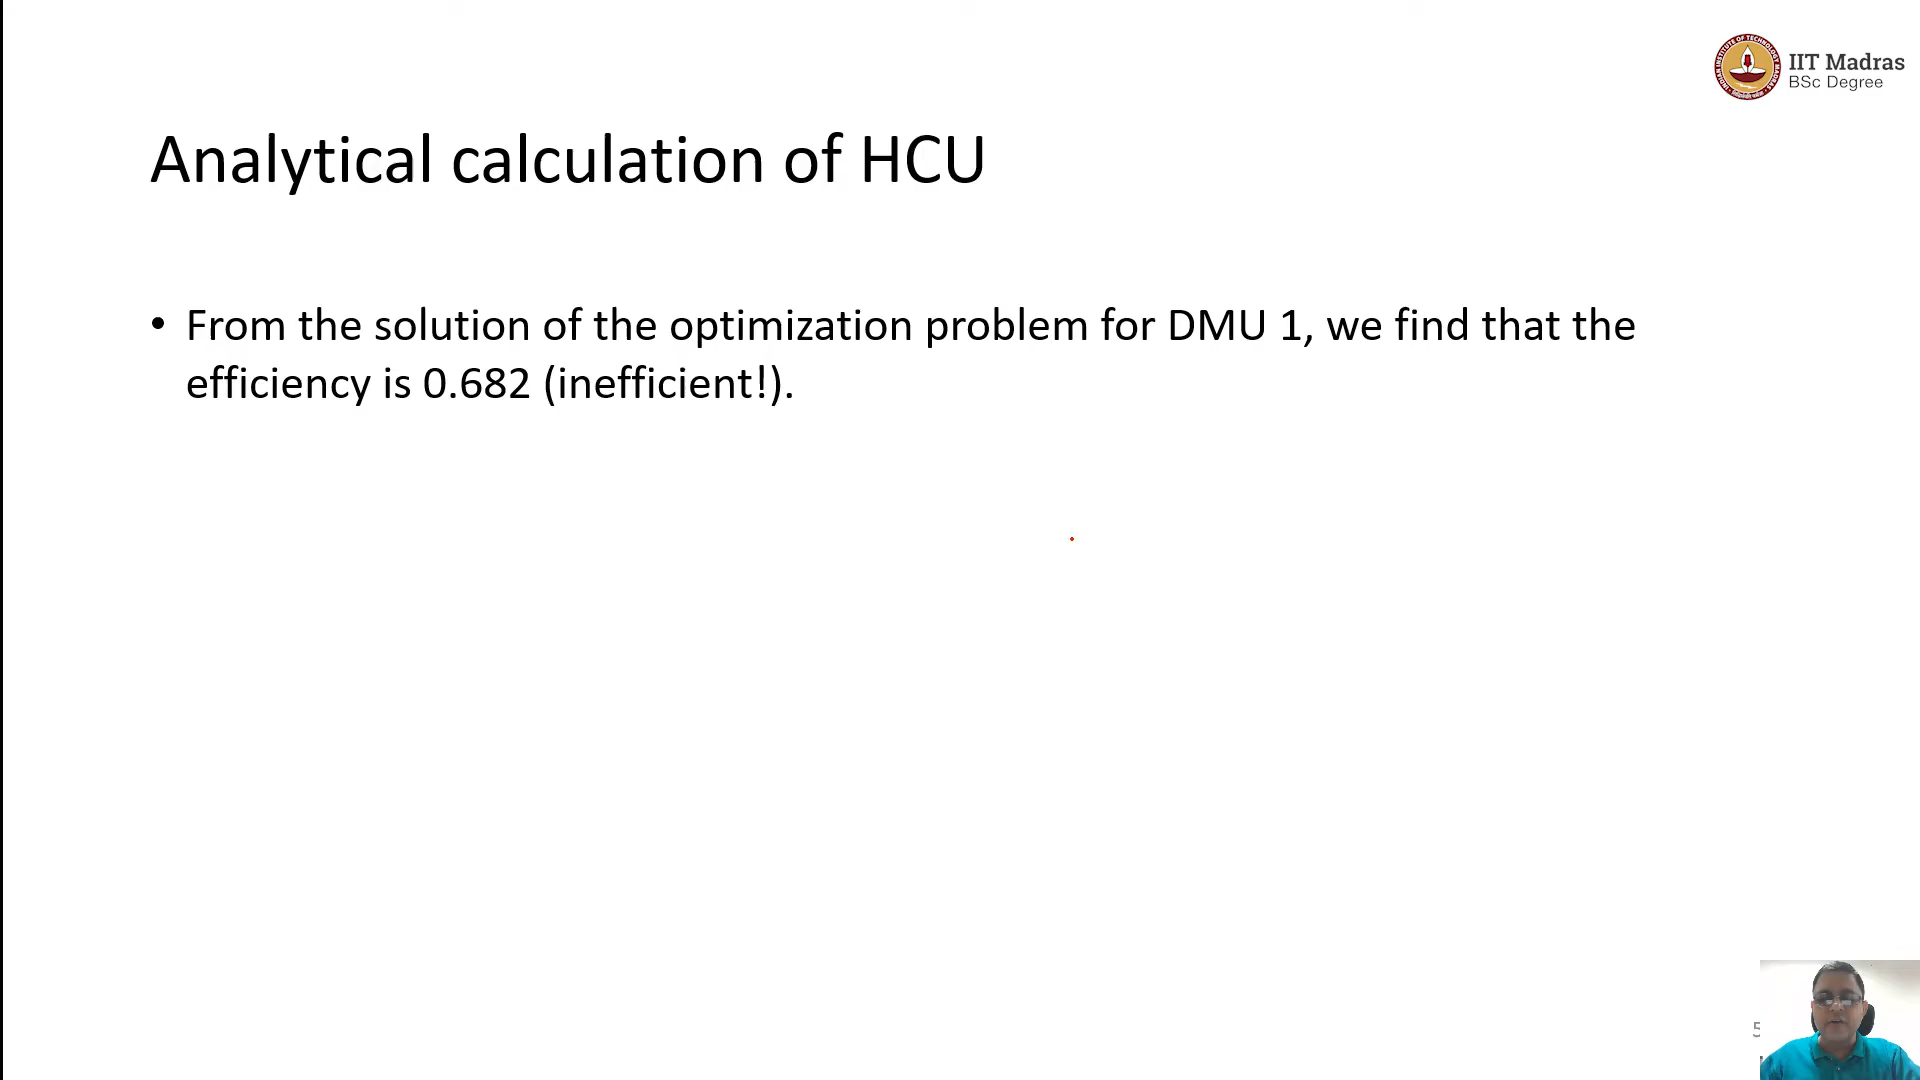 IIT Madras
BSc Degree
Analytical calculation of HCU
• From the solution of the optimization problem for DMU 1, we find that the
efficiency is 0.682 (inefficient!).
5